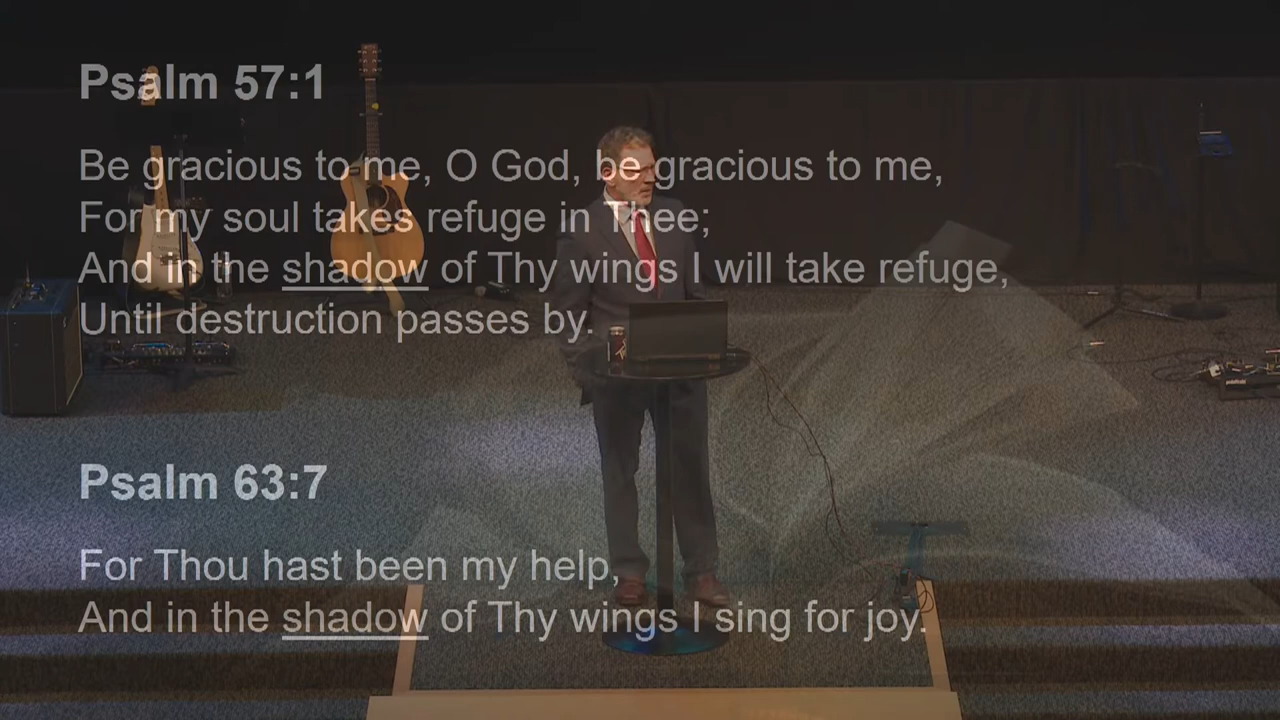 Psalm 57:1
Be gracious to me, O God, be gracious to me,
For my soul takes refuge in Thee;
And in the shadow of Thy wings I will take refuge,
Until destruction passes by.
Psalm 63:7
For Thou hast been my help,
And in the shadow of Thy wings I sing for joy.